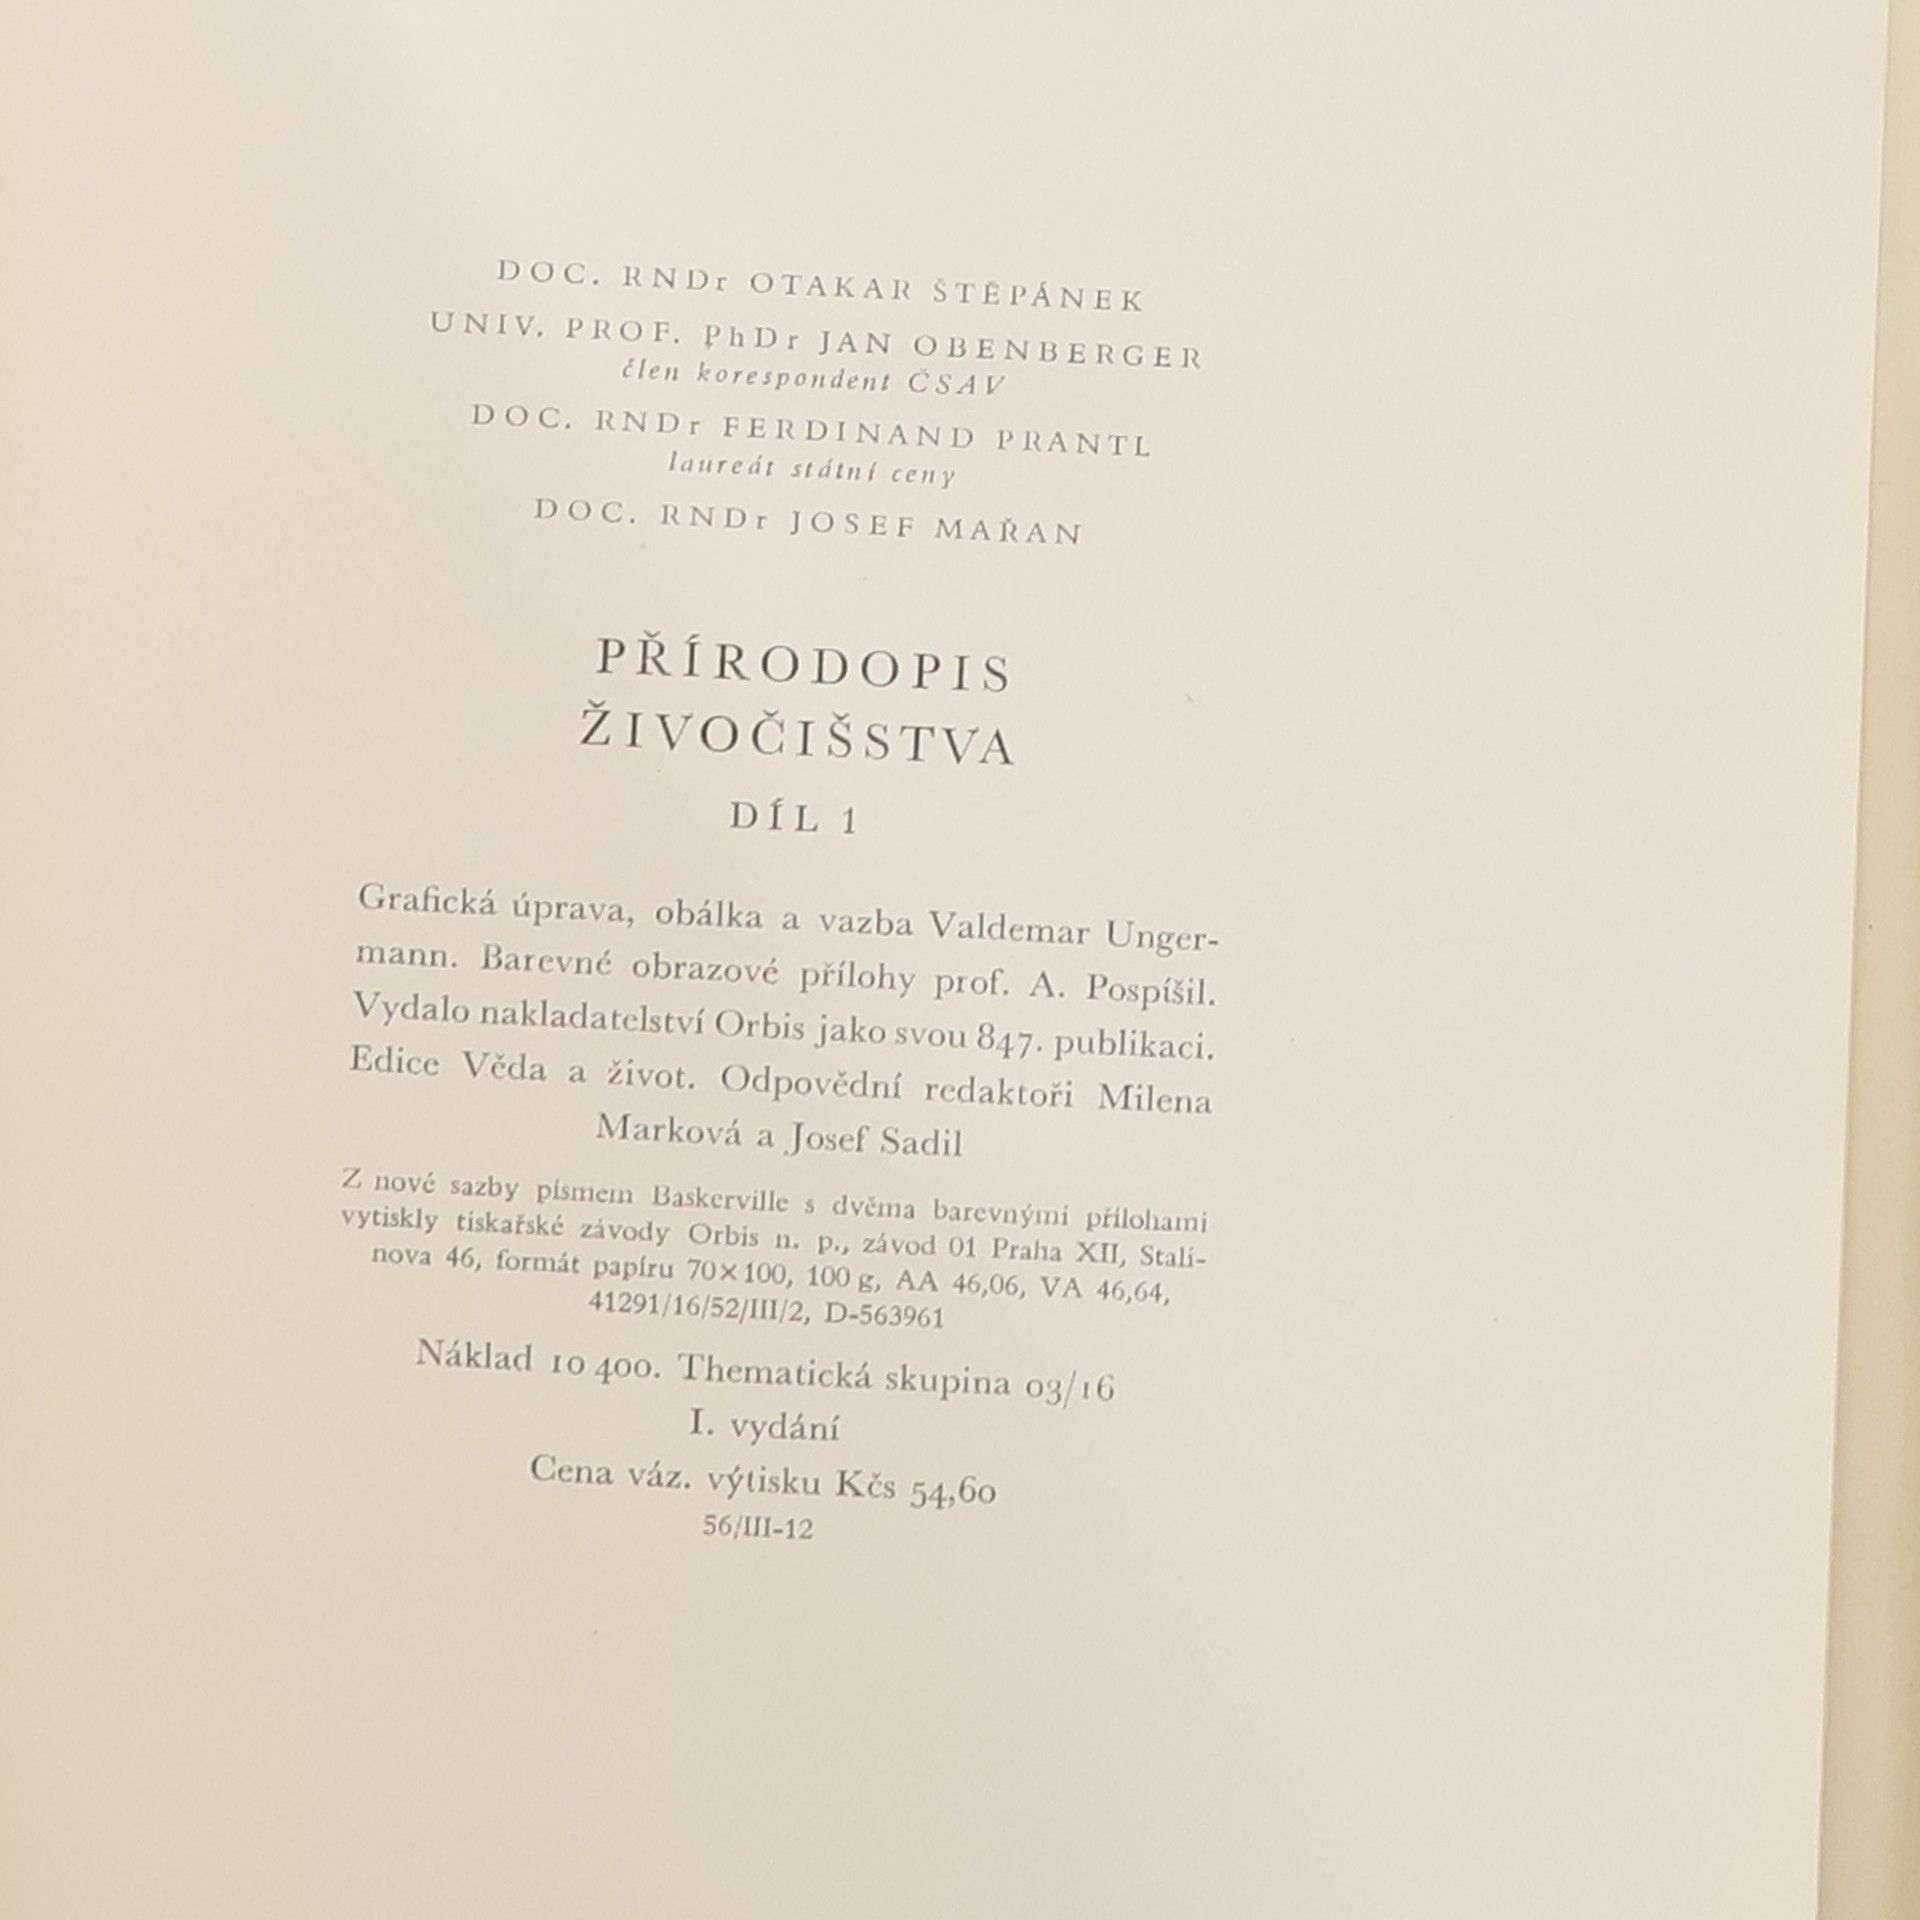 DOC. RNDr OTAKAR ŠTĚPÁNEK
UNIV. PROF. PhDr JAN OBENBERGER
člen korespondent ČSAV
DOC. RNDr FERDINAND PRANTL
laureát státní ceny
DOC. RNDr JOSEF MAŘAN
PŘÍRODOPIS
ŽIVOČIŠSTVA
DÍL 1
Grafická úprava, obálka a vazba Valdemar Unger-
mann. Barevné obrazové přílohy prof. A. Pospíšil.
Vydalo nakladatelství Orbis jako svou 847. publikaci.
Edice Věda a život. Odpovědní redaktoři Milena
Marková a Josef Sadil
Z nové sazby písmem Baskerville s dvěma barevnými přílohami
vytiskly tiskařské závody Orbis n. p., závod 01 Praha XII, Stali-
nova 46, formát papíru 70×100, 100 g, AA 46,06, VA 46,64,
41291/16/52/III/2, D-563961
Náklad 10 400. Thematická skupina 03/16
I. vydání
Cena váz. výtisku Kčs 54,60
56/III-12